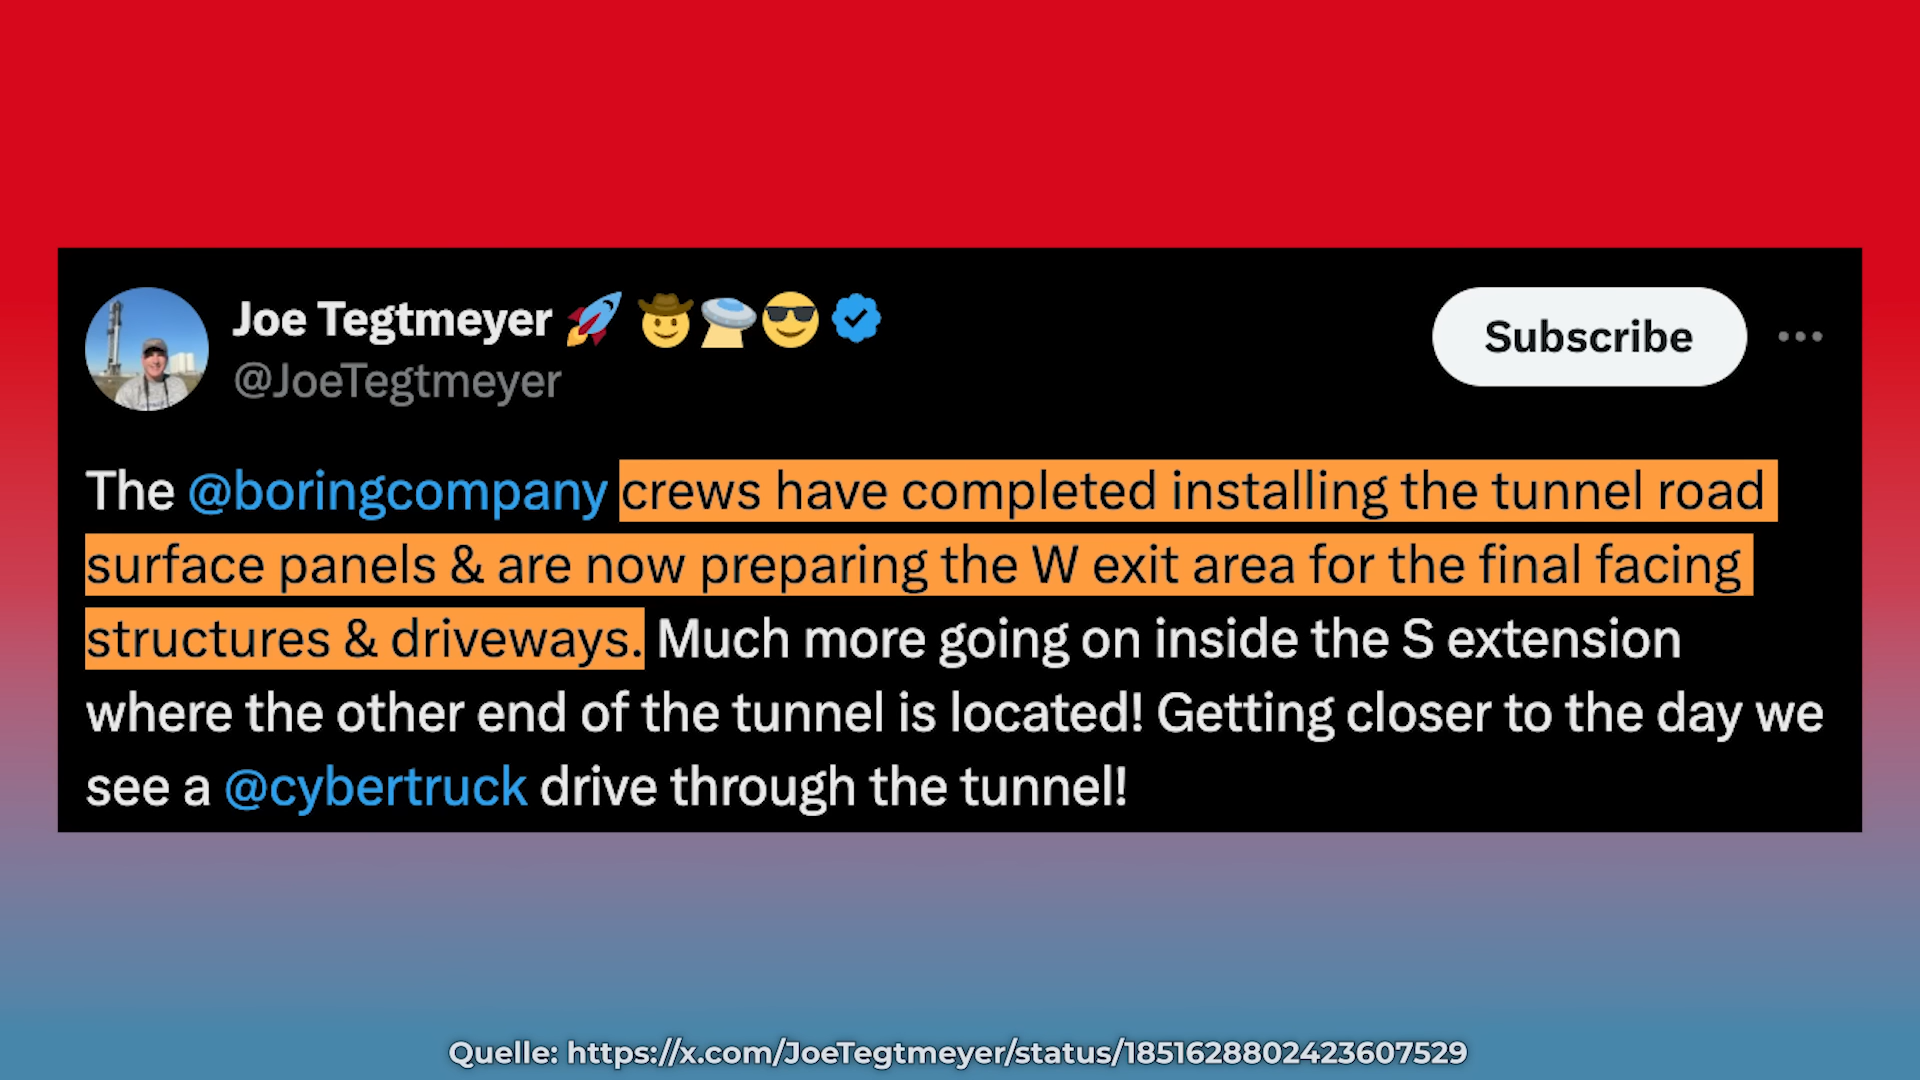 Joe Tegtmeyer 🚀 🤠🛸😎
@JoeTegtmeyer
Subscribe
The @boringcompany crews have completed installing the tunnel road
surface panels & are now preparing the W exit area for the final facing
structures & driveways. Much more going on inside the S extension
where the other end of the tunnel is located! Getting closer to the day we
see a @cybertruck drive through the tunnel!
Quelle: https://x.com/JoeTegtmeyer/status/1851628802423607529